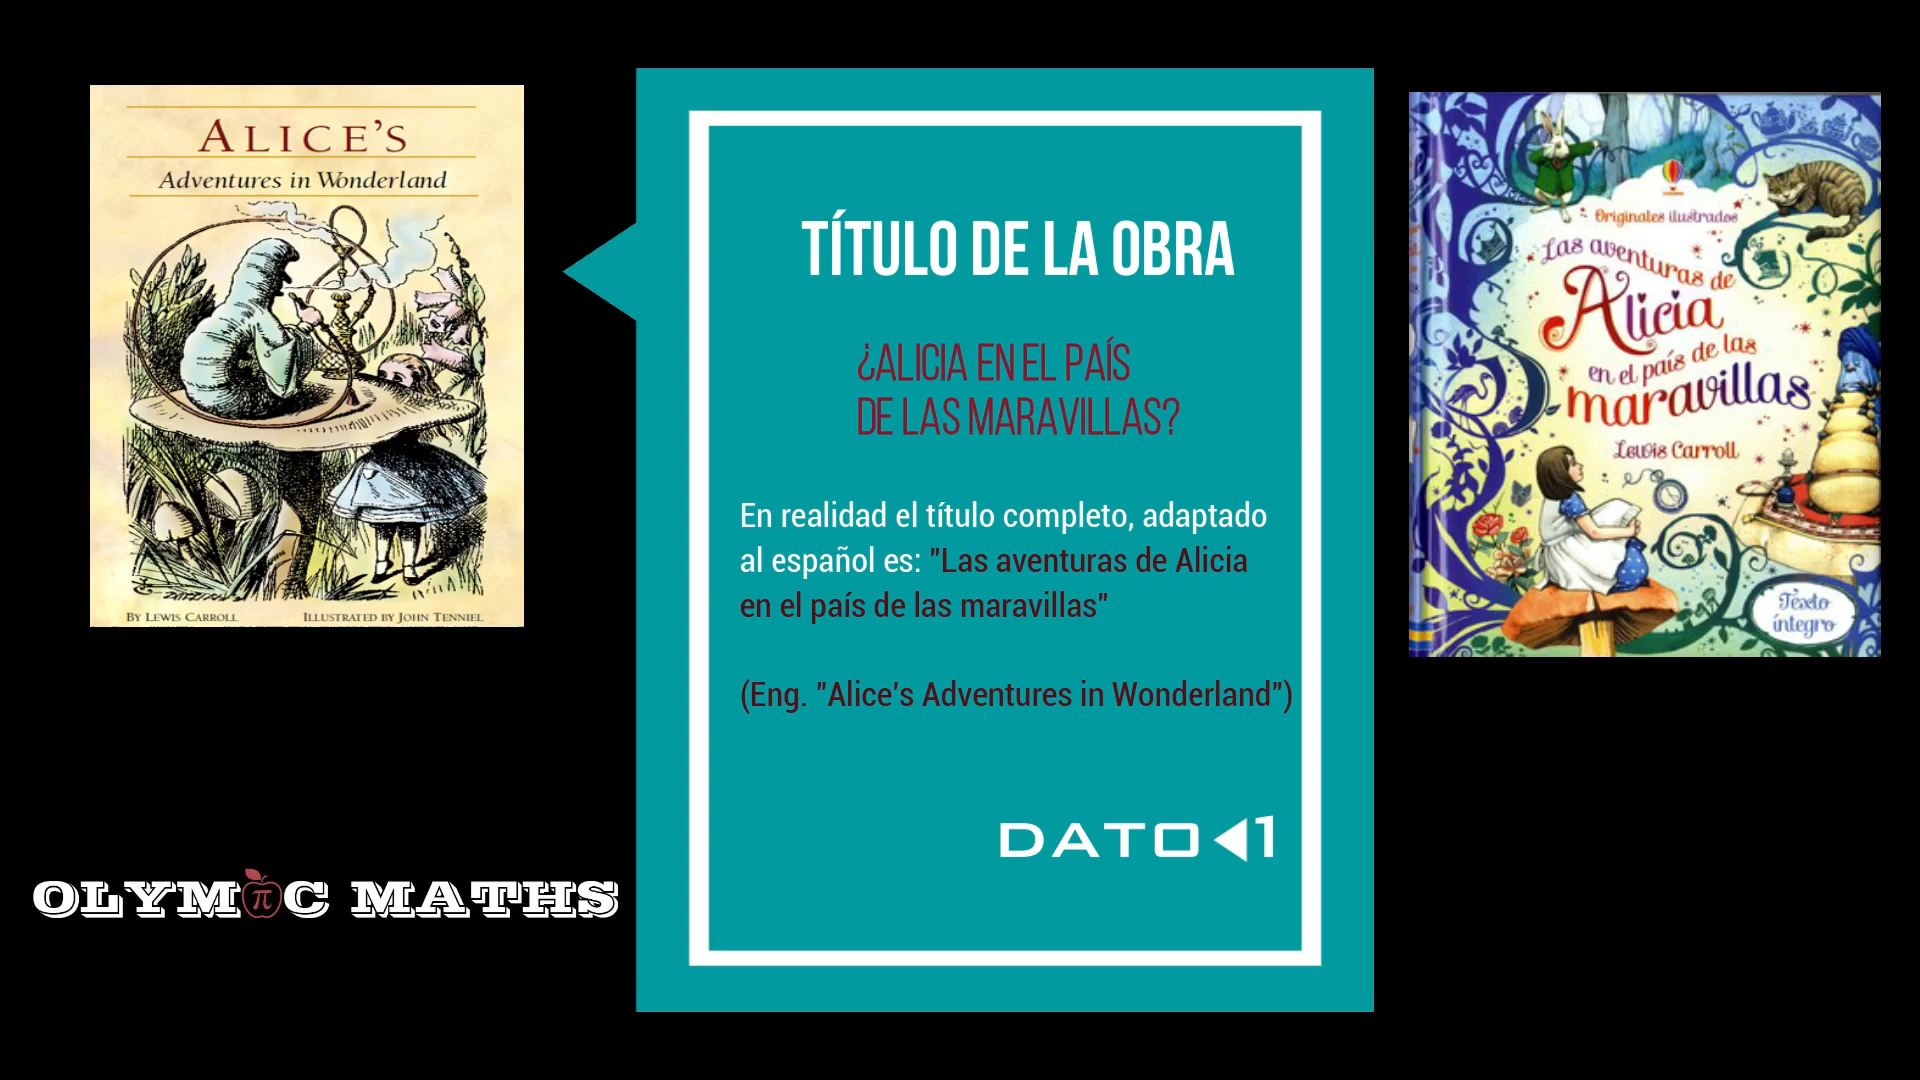 ALICE'S
Adventures in Wonderland
BY LEWIS CARROLL ILLUSTRATED BY JOHN TENNIEL
TÍTULO DE LA OBRA
¿ALICIA EN EL PAÍS
DE LAS MARAVILLAS?
En realidad el título completo, adaptado
al español es: "Las aventuras de Alicia
en el país de las maravillas"
(Eng. "Alice's Adventures in Wonderland")
DATO 1
Originales ilustrados
Las aventuras de
Alicia
en el país de las
maravillas
Lewis Carroll
Texto
íntegro
OLYMπC MATHS